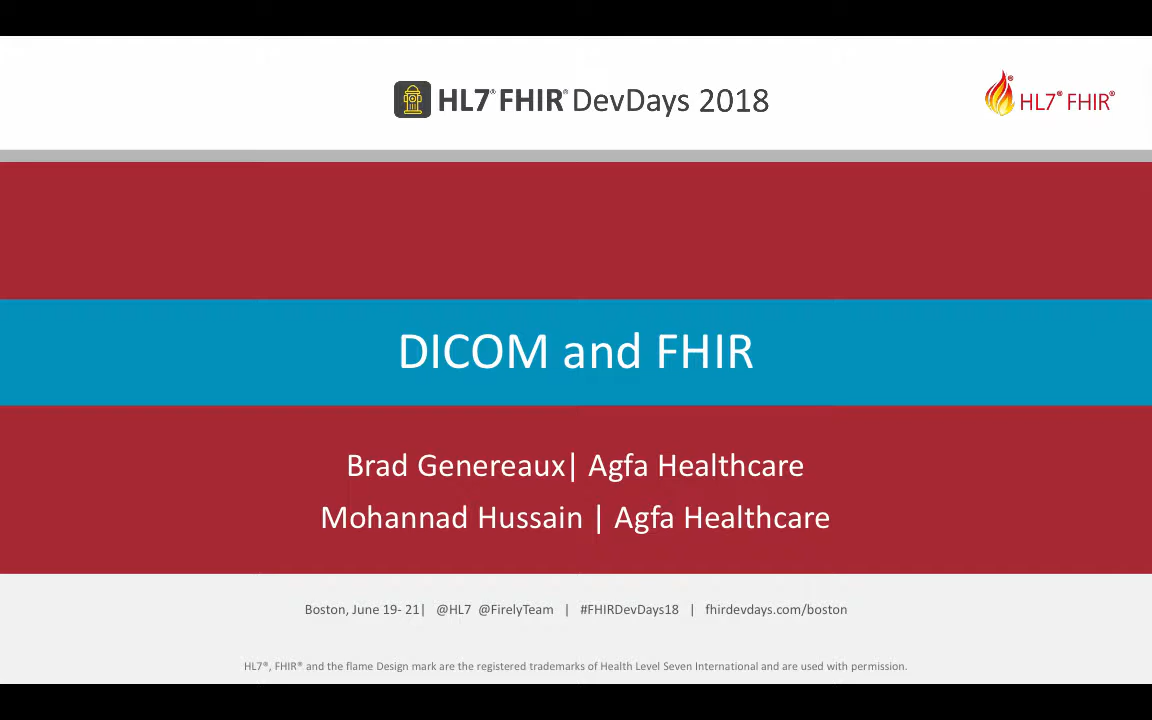 HL7® FHIR® DevDays 2018
HL7® FHIR®
DICOM and FHIR
Brad Genereaux| Agfa Healthcare
Mohannad Hussain | Agfa Healthcare
Boston, June 19- 21| @HL7 @FirelyTeam | #FHIRDevDays18 | fhirdevdays.com/boston
HL7®, FHIR® and the flame Design mark are the registered trademarks of Health Level Seven International and are used with permission.